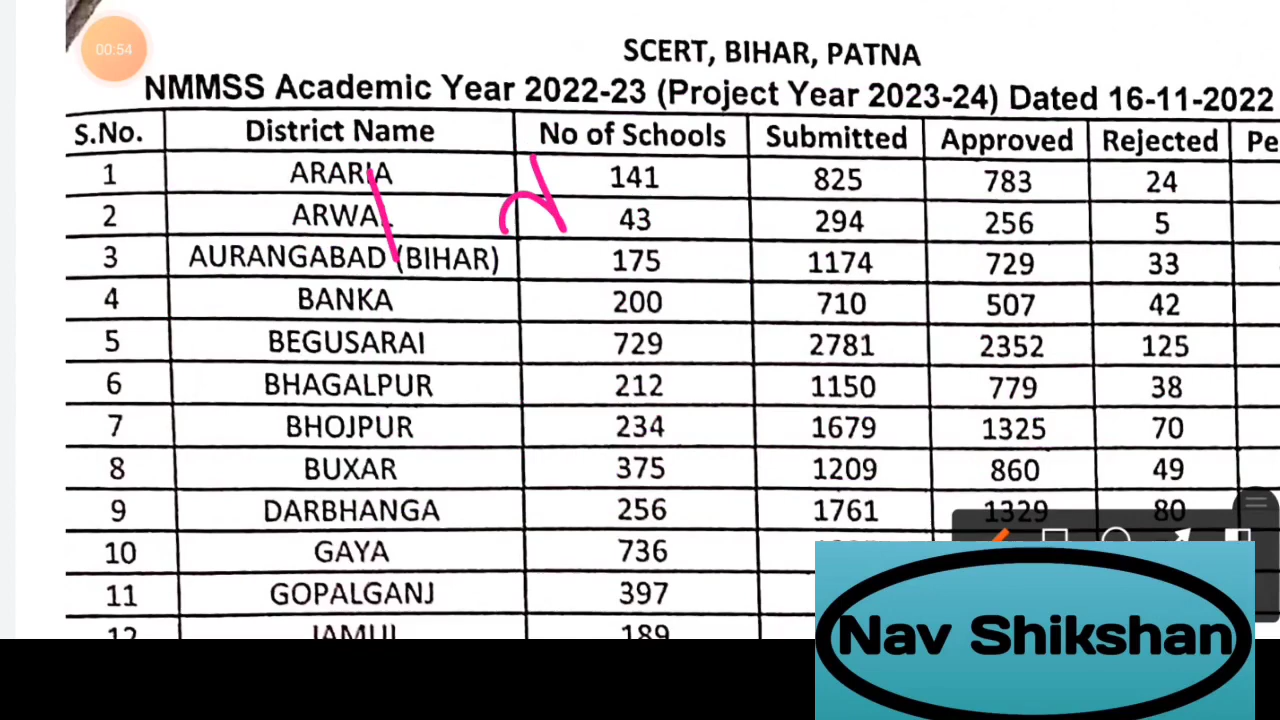 00:54
SCERT, BIHAR, PATNA
NMMSS Academic Year 2022-23 (Project Year 2023-24) Dated 16-11-2022
S.No. District Name No of Schools Submitted Approved Rejected Pe
1 ARARIA 141 825 783 24
2 ARWAL 43 294 256 5
3 AURANGABAD (BIHAR) 175 1174 729 33
4 BANKA 200 710 507 42
5 BEGUSARAI 729 2781 2352 125
6 BHAGALPUR 212 1150 779 38
7 BHOJPUR 234 1679 1325 70
8 BUXAR 375 1209 860 49
9 DARBHANGA 256 1761 1329 80
10 GAYA 736
11 GOPALGANJ 397
12 JAMUI 189
Nav Shikshan